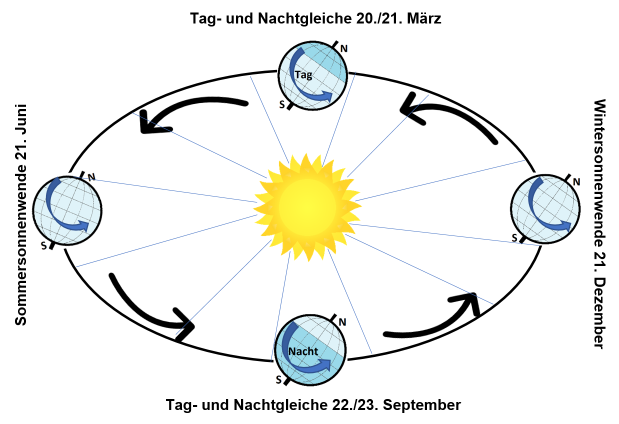 Tag- und Nachtgleiche 20./21. März
N
Tag
S
Sommersonnenwende 21. Juni
N
S
N
S
Wintersonnenwende 21. Dezember
N
Nacht
S
Tag- und Nachtgleiche 22./23. September